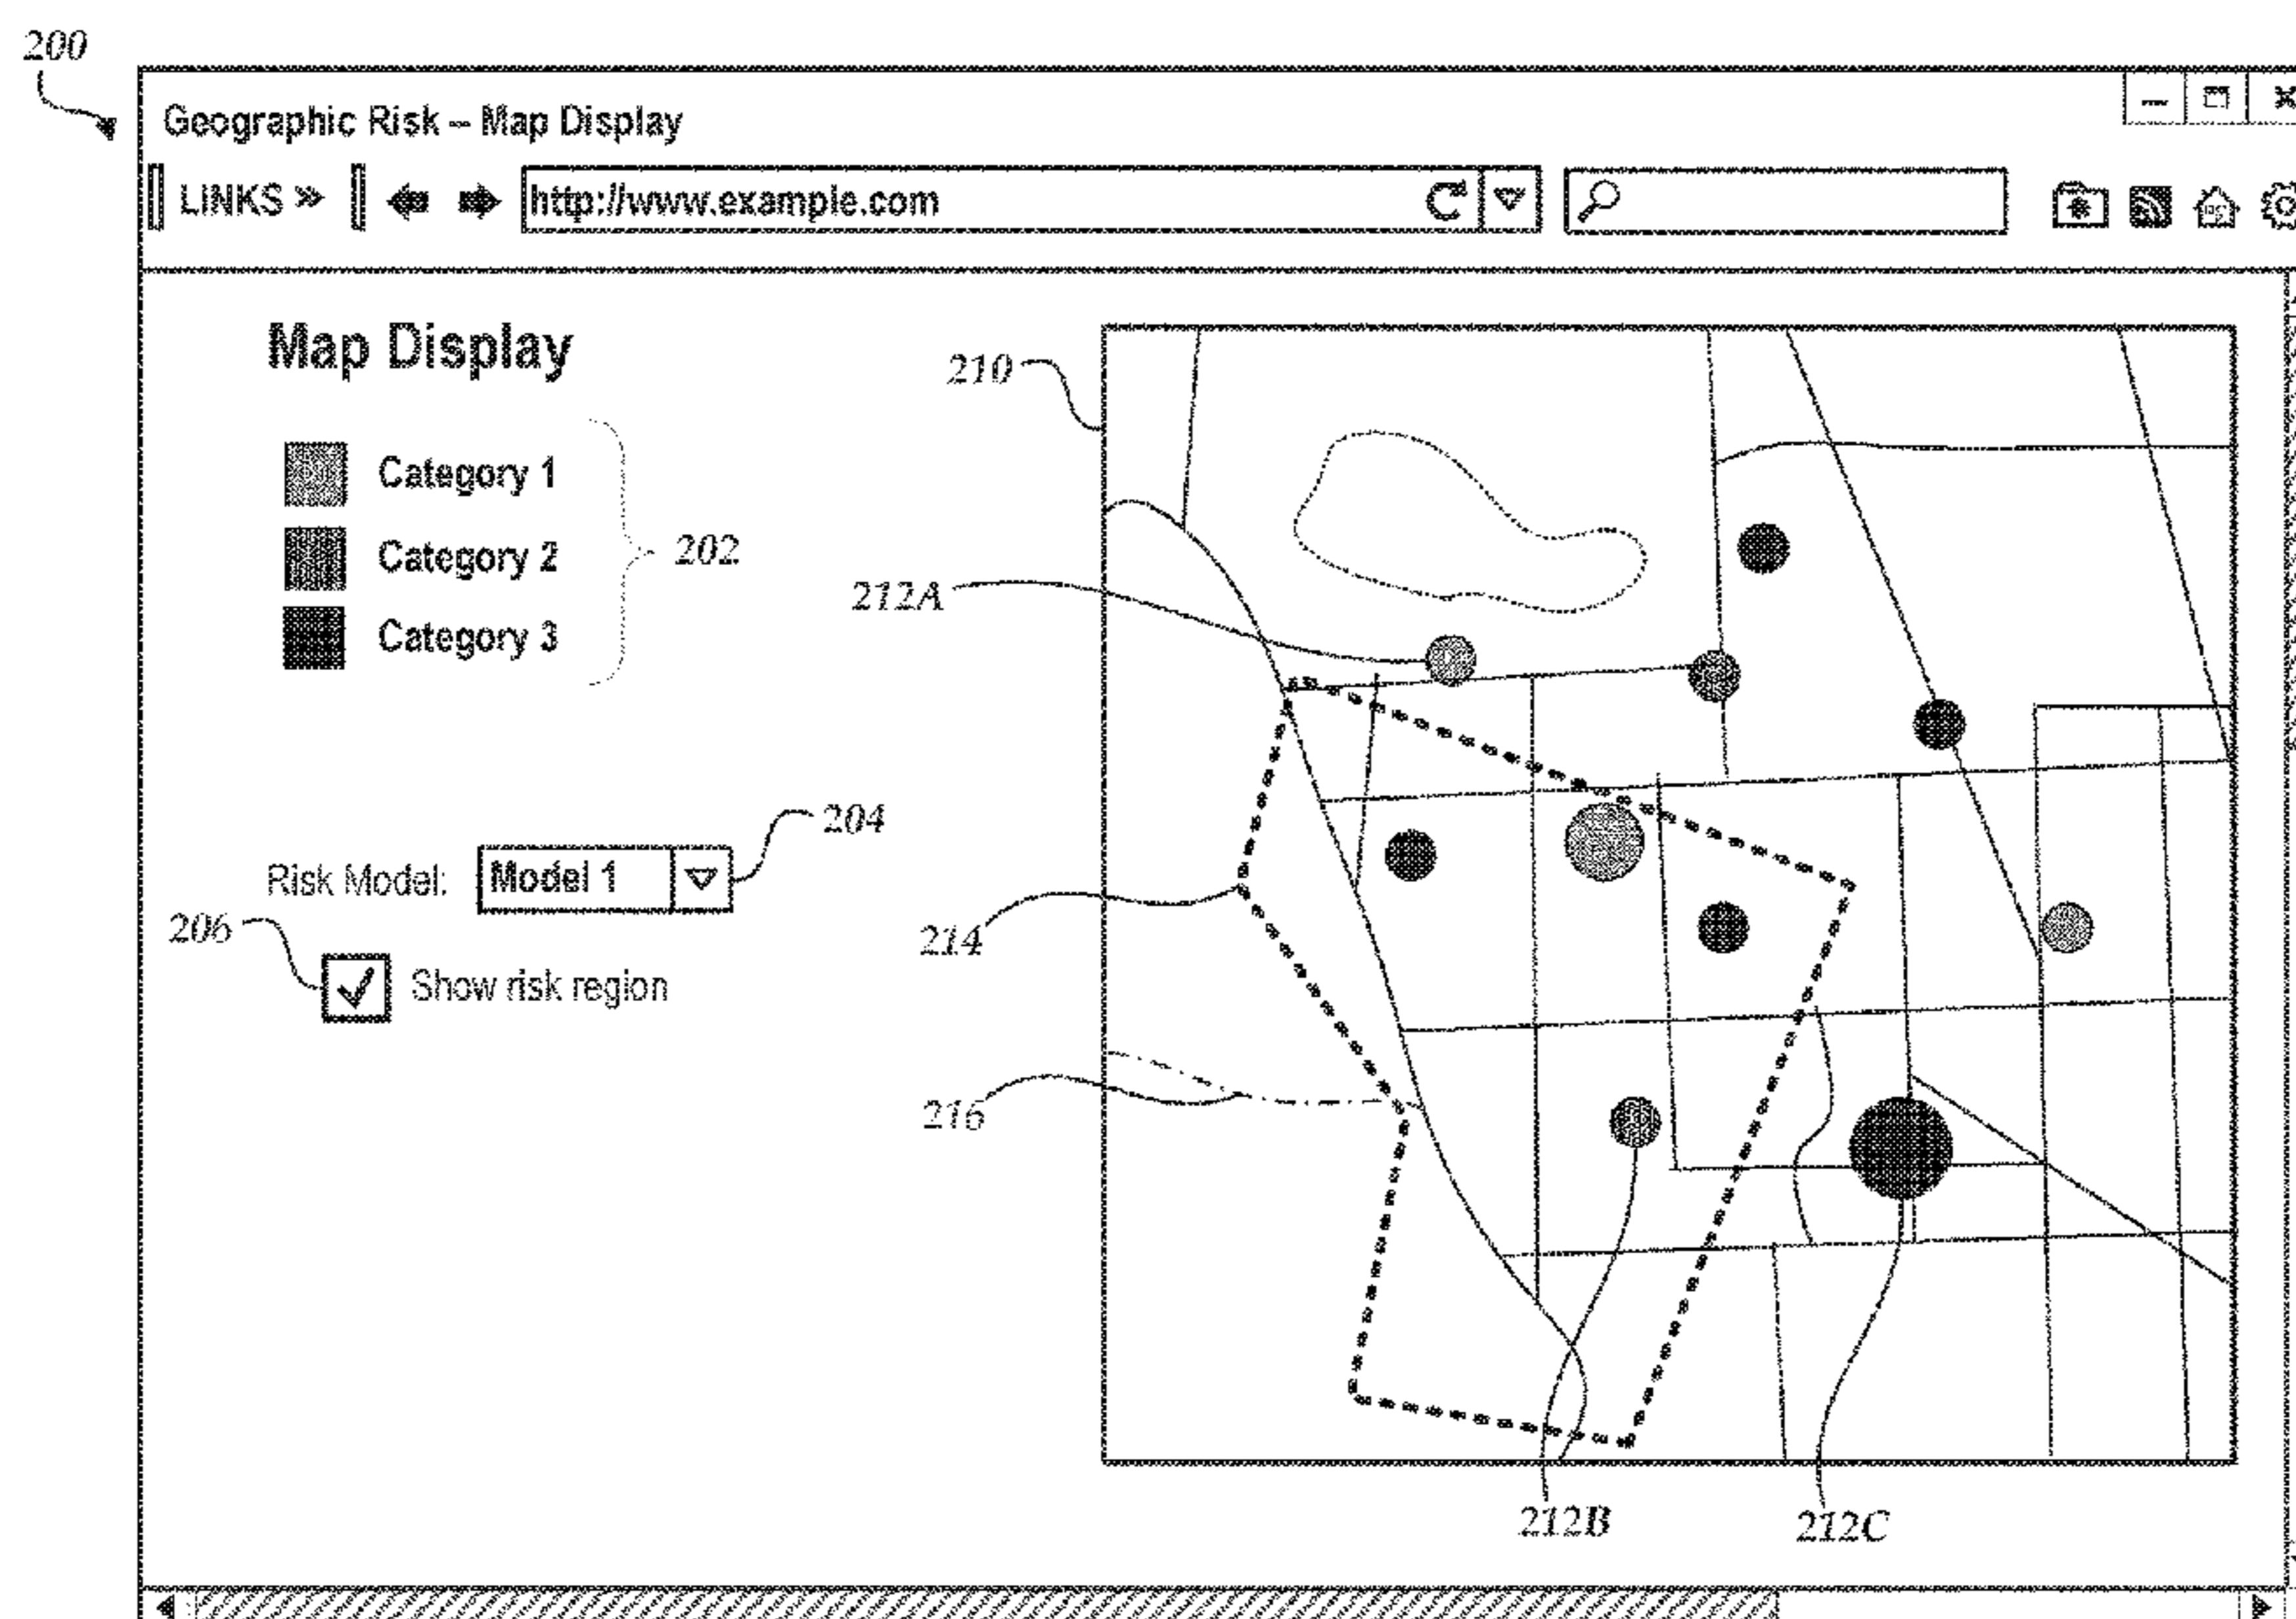 200
Geographic Risk – Map Display
LINKS » http://www.example.com
Map Display
210
Category 1
Category 2
202
212A
Category 3
204
Risk Model: Model 1
206
214
Show risk region
216
212B
212C